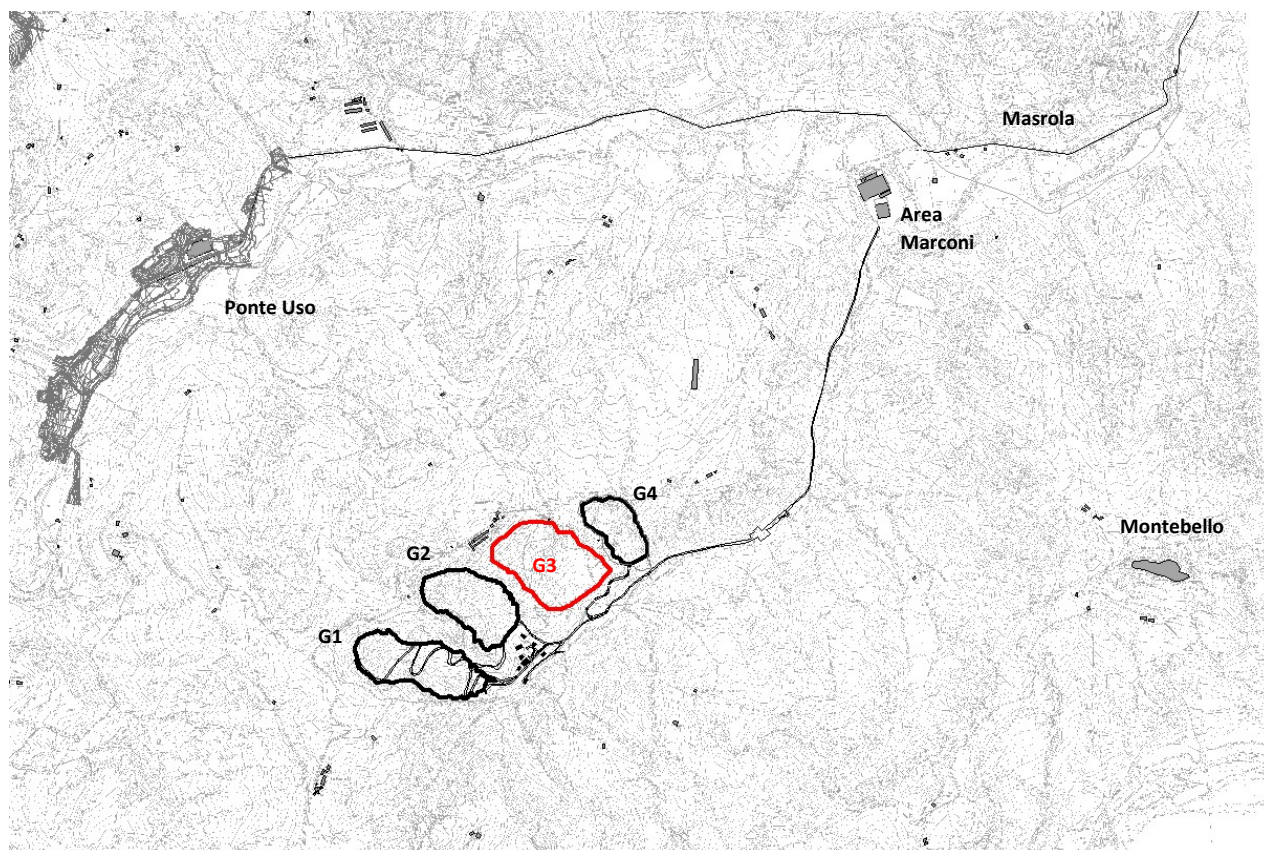 Masrola
Area
Marconi
Ponte Uso
G4
Montebello
G2
G3
G1